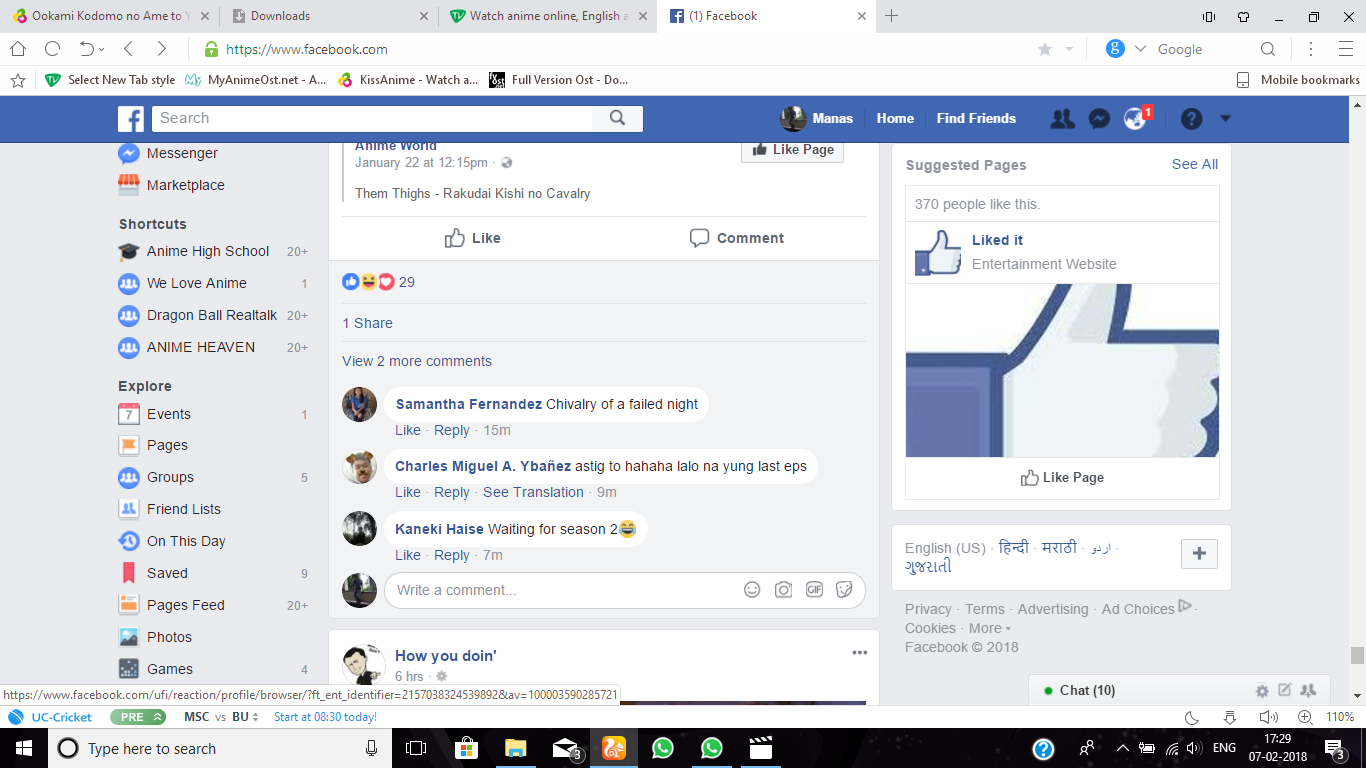 Ookami Kodomo no Ame to Y
Downloads
Watch anime online, English a
(1) Facebook
https://www.facebook.com
Google
Select New Tab style
MyAnimeOst.net - A...
KissAnime - Watch a...
Full Version Ost - Do...
Mobile bookmarks
Search
Manas
Home
Find Friends
1
Messenger
Marketplace
Shortcuts
Anime High School 20+
We Love Anime 1
Dragon Ball Realtalk 20+
ANIME HEAVEN 20+
Explore
7 Events 1
Pages
Groups 5
Friend Lists
On This Day
Saved 9
Pages Feed 20+
Photos
Games 4
Anime World
January 22 at 12:15pm ·
Like Page
Them Thighs - Rakudai Kishi no Cavalry
Like
Comment
29
1 Share
View 2 more comments
Samantha Fernandez Chivalry of a failed night
Like · Reply · 15m
Charles Miguel A. Ybañez astig to hahaha lalo na yung last eps
Like · Reply · See Translation · 9m
Kaneki Haise Waiting for season 2😂
Like · Reply · 7m
Write a comment...
GIF
How you doin'
6 hrs ·
Suggested Pages
See All
370 people like this.
Liked it
Entertainment Website
Like Page
English (US) · हिन्दी · मराठी · اردو ·
ગુજરાતી
Privacy · Terms · Advertising · Ad Choices ·
Cookies · More
Facebook © 2018
Chat (10)
https://www.facebook.com/ufi/reaction/profile/browser/?ft_ent_identifier=2157038324539892&av=100003590285721
UC-Cricket
PRE
MSC vs BU
Start at 08:30 today!
110%
Type here to search
3
ENG
17:29
07-02-2018
3